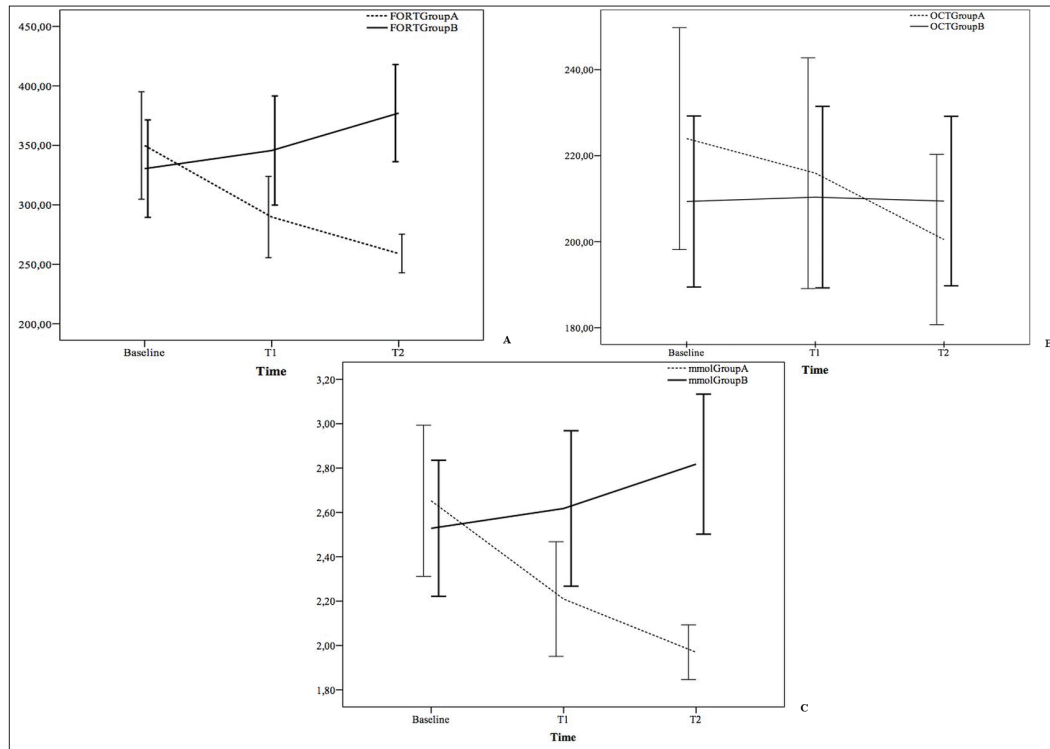 FORTGroupA
FORTGroupB
450,00
400,00
350,00
300,00
250,00
200,00
Baseline
T1
T2
Time
A
OCTGroupA
OCTGroupB
240,00
220,00
200,00
180,00
Baseline
T1
T2
Time
B
mmolGroupA
mmolGroupB
3,20
3,00
2,80
2,60
2,40
2,20
2,00
1,80
Baseline
T1
T2
Time
C